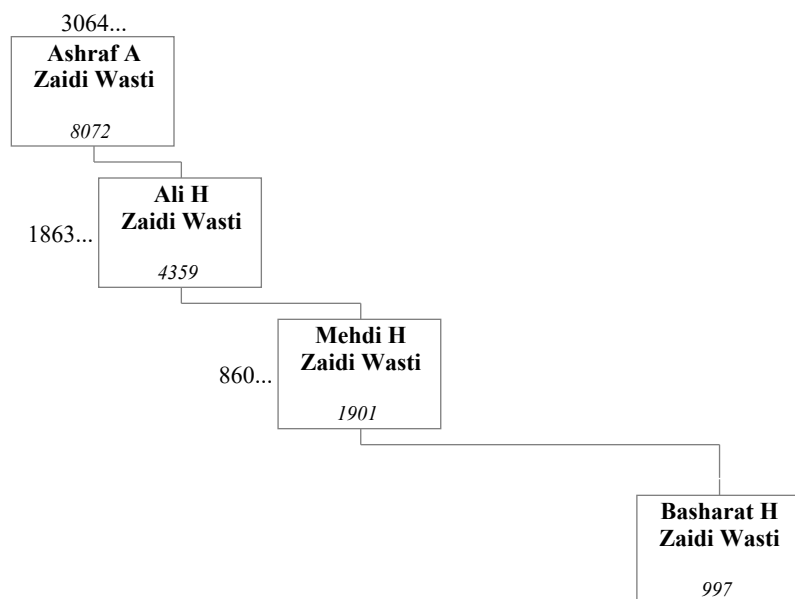 3064...
Ashraf A
Zaidi Wasti
8072
Ali H
Zaidi Wasti
1863...
4359
Mehdi H
Zaidi Wasti
860...
1901
Basharat H
Zaidi Wasti
997